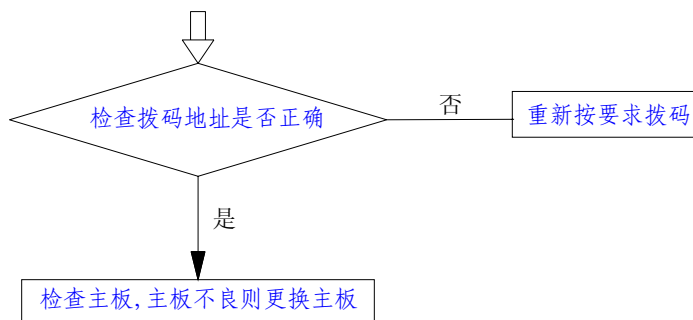 检查拨码地址是否正确
否
重新按要求拨码
是
检查主板,主板不良则更换主板